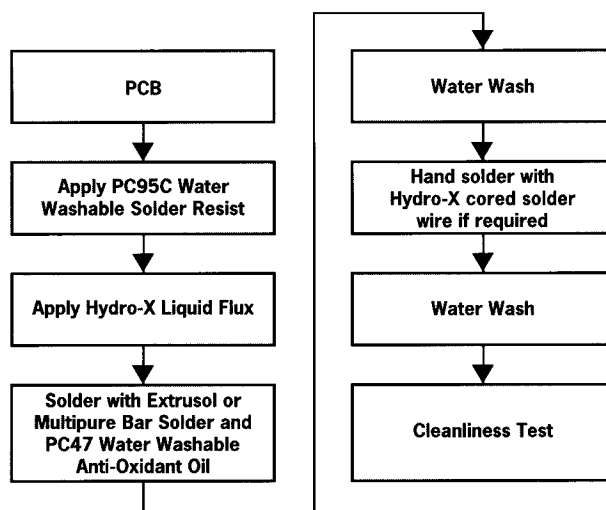 PCB
Apply PC95C Water
Washable Solder Resist
Apply Hydro-X Liquid Flux
Solder with Extrusol or
Multipure Bar Solder and
PC47 Water Washable
Anti-Oxidant Oil
Water Wash
Hand solder with
Hydro-X cored solder
wire if required
Water Wash
Cleanliness Test